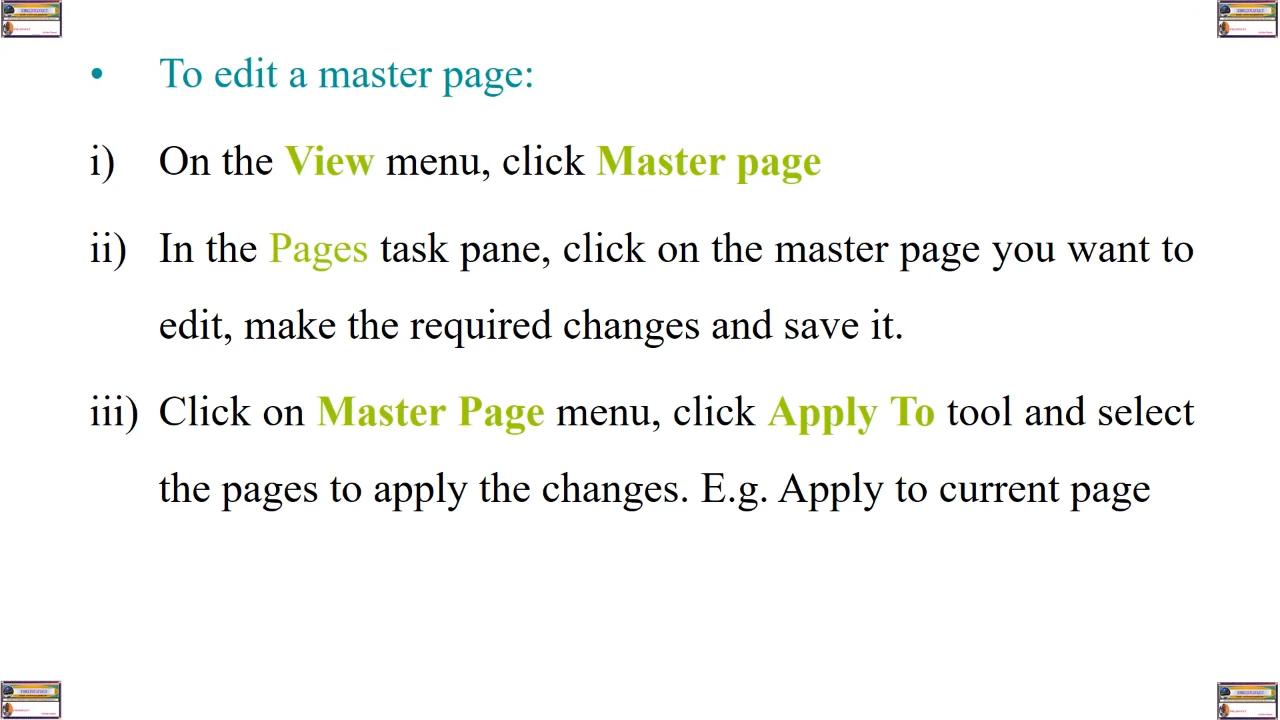 • To edit a master page:
i) On the View menu, click Master page
ii) In the Pages task pane, click on the master page you want to
edit, make the required changes and save it.
iii) Click on Master Page menu, click Apply To tool and select
the pages to apply the changes. E.g. Apply to current page